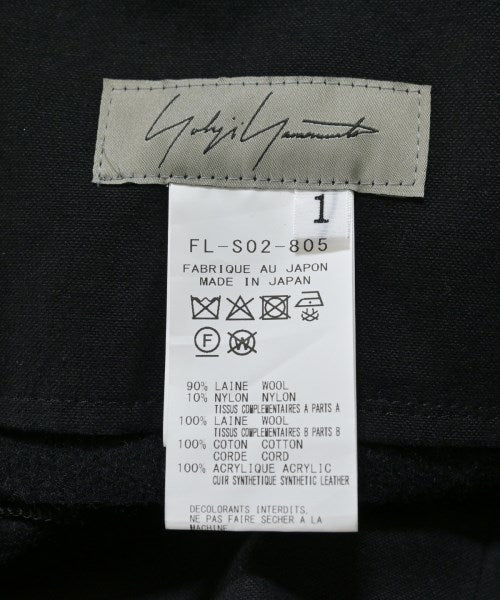 Yohji Yamamoto
1
FL-S02-805
FABRIQUE AU JAPON
MADE IN JAPAN
F
W
90% LAINE WOOL
10% NYLON NYLON
TISSUS COMPLEMENTAIRES A PARTS A
100% LAINE WOOL
TISSUS COMPLEMENTAIRES B PARTS B
100% COTON COTTON
CORDE CORD
100% ACRYLIQUE ACRYLIC
CUIR SYNTHETIQUE SYNTHETIC LEATHER
DECOLORANTS INTERDITS,
NE PAS FAIRE SECHER A LA
MACHINE.